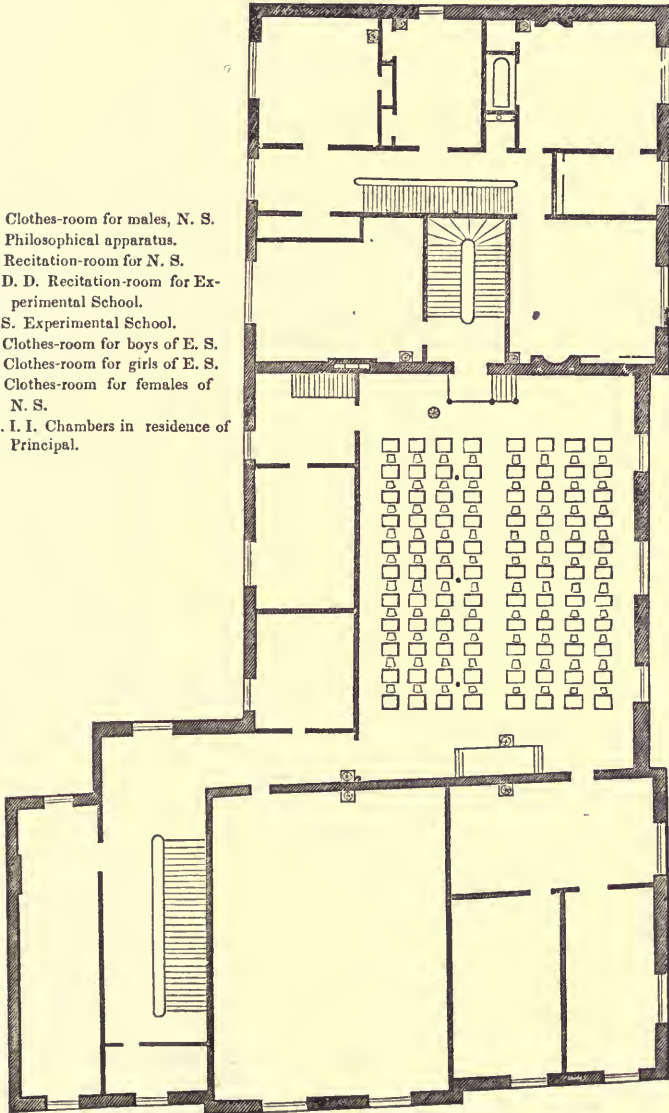 Clothes-room for males, N. S.
Philosophical apparatus.
Recitation-room for N. S.
D. D. Recitation-room for Ex-
perimental School.
S. Experimental School.
Clothes-room for boys of E. S.
Clothes-room for girls of E. S.
Clothes-room for females of
N. S.
. I. I. Chambers in residence of
Principal.